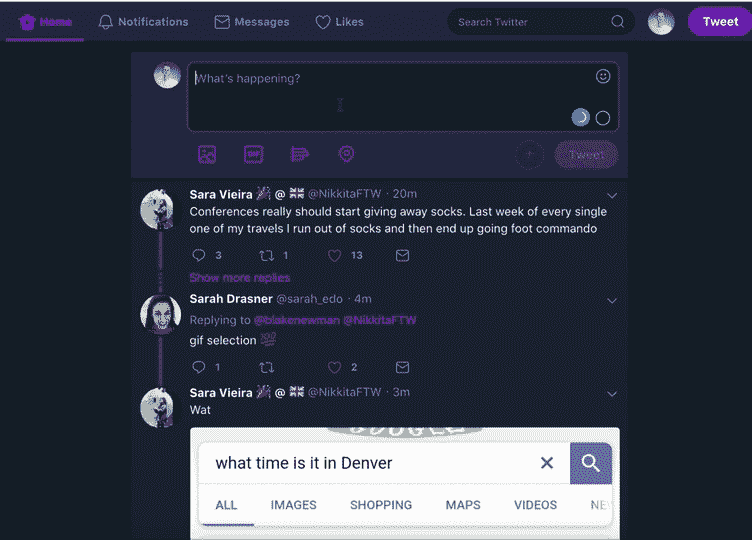 Home Notifications Messages Likes Search Twitter Tweet
What's happening?
GIF
Tweet
Sara Vieira @ @NikkitaFTW · 20m
Conferences really should start giving away socks. Last week of every single
one of my travels I run out of socks and then end up going foot commando
3 1 13
Show more replies
Sarah Drasner @sarah_edo · 4m
Replying to @blakenewman @NikkitaFTW
gif selection 💯
1 2
Sara Vieira @ @NikkitaFTW · 3m
Wat
what time is it in Denver
ALL IMAGES SHOPPING MAPS VIDEOS